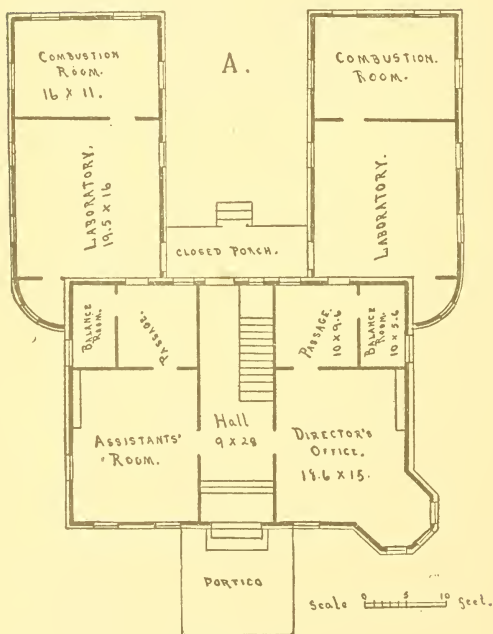 COMBUSTION
ROOM.
16 X 11.
A.
COMBUSTION.
ROOM.
LABORATORY.
19.5 X 16
LABORATORY.
CLOSED PORCH.
BALANCE
ROOM.
PASSAGE.
PASSAGE.
10 X 9.6
BALANCE
ROOM.
10 X 5.6
ASSISTANTS'
ROOM.
Hall
9 X 28
DIRECTOR'S
OFFICE.
18.6 X 15.
PORTICO
Scale 0 5 10 feet.